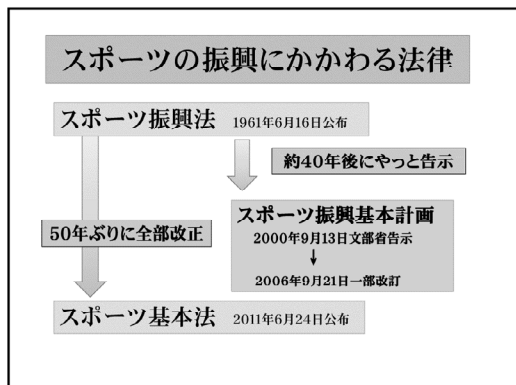 スポーツの振興にかかわる法律
スポーツ振興法 1961年6月16日公布
約40年後にやっと告示
スポーツ振興基本計画
2000年9月13日文部省告示
↓
2006年9月21日一部改訂
50年ぶりに全部改正
スポーツ基本法 2011年6月24日公布